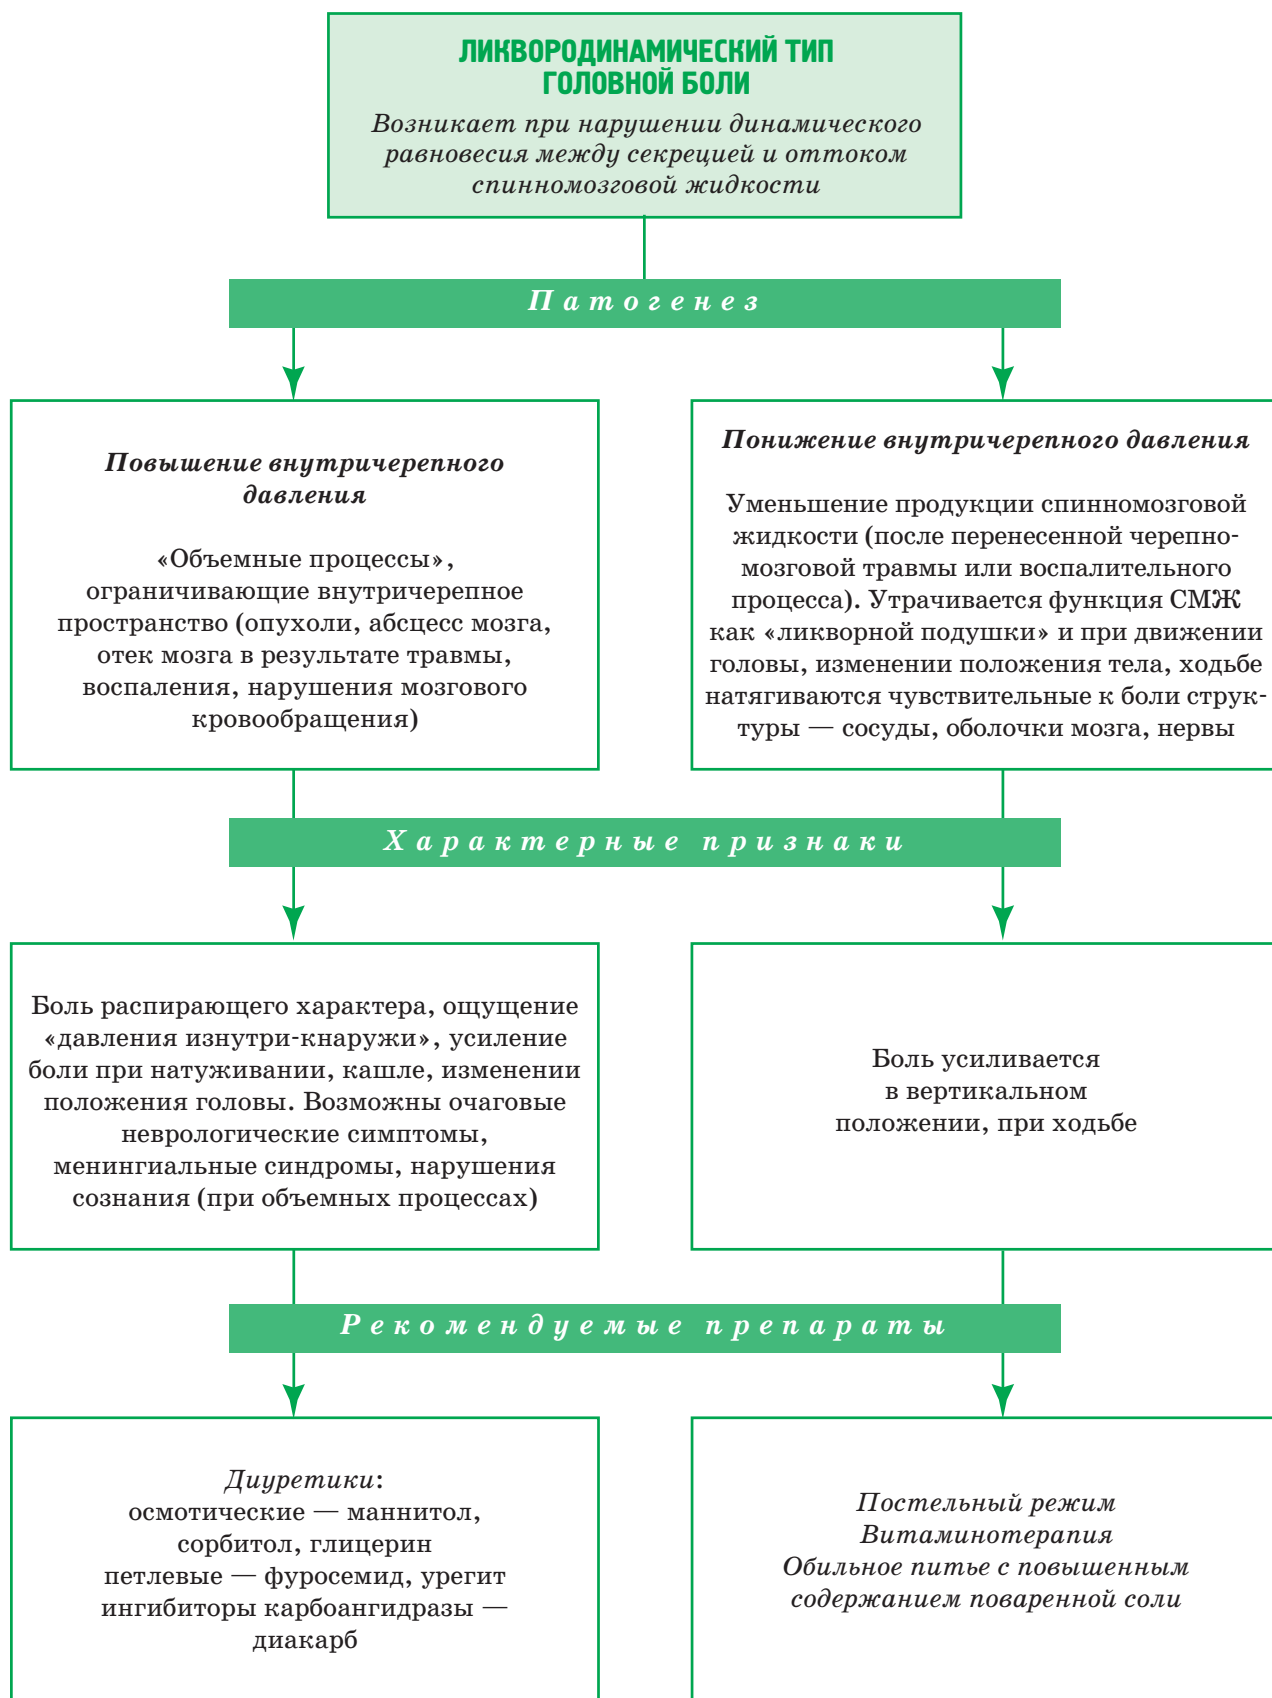 ЛИКВОРОДИНАМИЧЕСКИЙ ТИП
ГОЛОВНОЙ БОЛИ
Возникает при нарушении динамического
равновесия между секрецией и оттоком
спинномозговой жидкости
Патогенез
Повышение внутричерепного
давления
«Объемные процессы»,
ограничивающие внутричерепное
пространство (опухоли, абсцесс мозга,
отек мозга в результате травмы,
воспаления, нарушения мозгового
кровообращения)
Понижение внутричерепного давления
Уменьшение продукции спинномозговой
жидкости (после перенесенной черепно-
мозговой травмы или воспалительного
процесса). Утрачивается функция СМЖ
как «ликворной подушки» и при движении
головы, изменении положения тела, ходьбе
натягиваются чувствительные к боли струк-
туры — сосуды, оболочки мозга, нервы
Характерные признаки
Боль распирающего характера, ощущение
«давления изнутри-кнаружи», усиление
боли при натуживании, кашле, изменении
положения головы. Возможны очаговые
неврологические симптомы,
менингиальные синдромы, нарушения
сознания (при объемных процессах)
Боль усиливается
в вертикальном
положении, при ходьбе
Рекомендуемые препараты
Диуретики:
осмотические — маннитол,
сорбитол, глицерин
петлевые — фуросемид, урегит
ингибиторы карбоангидразы —
диакарб
Постельный режим
Витаминотерапия
Обильное питье с повышенным
содержанием поваренной соли